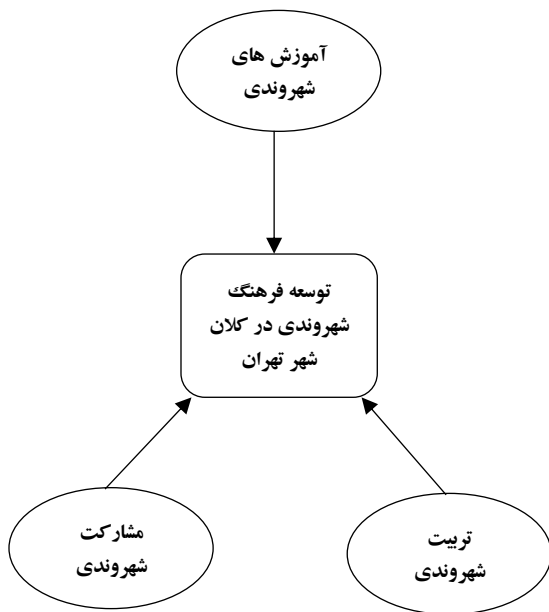 آموزش های
شهروندی
توسعه فرهنگ
شهروندی در کلان
شهر تهران
مشارکت
شهروندی
تربیت
شهروندی